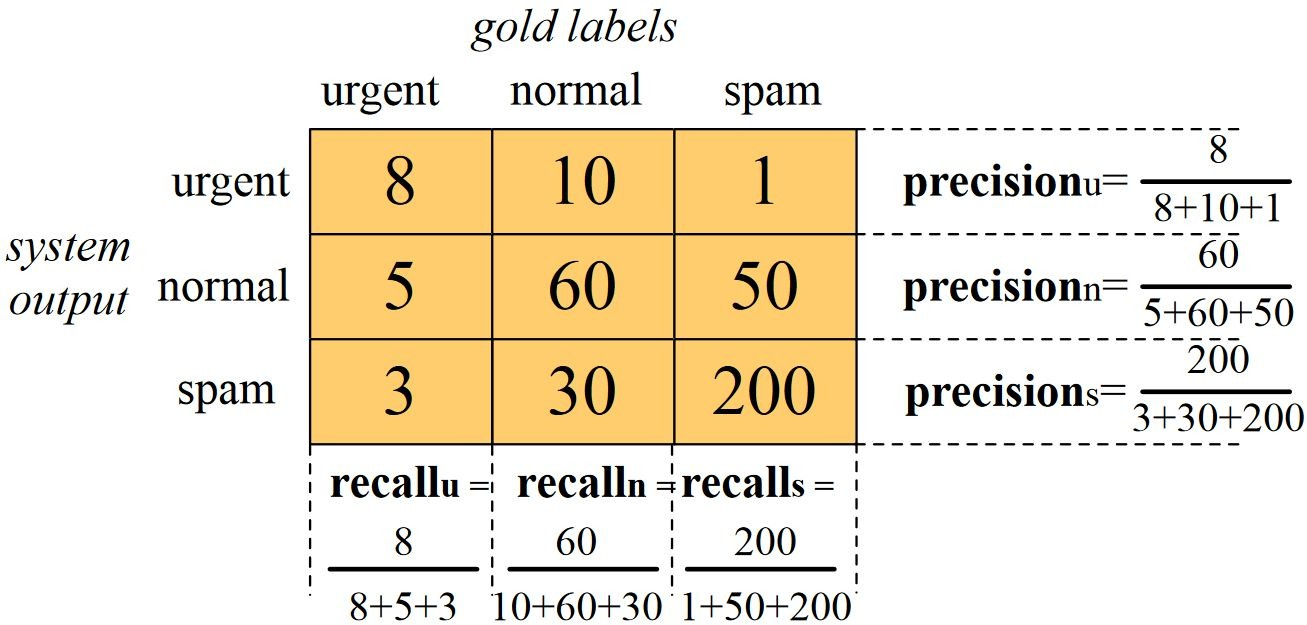 gold labels
urgent normal spam
urgent 8 10 1 precisionu= 8
8+10+1
system output
normal 5 60 50 precisionn= 60
5+60+50
spam 3 30 200 precisions= 200
3+30+200
recallu = recalln = recalls =
8 60 200
8+5+3 10+60+30 1+50+200